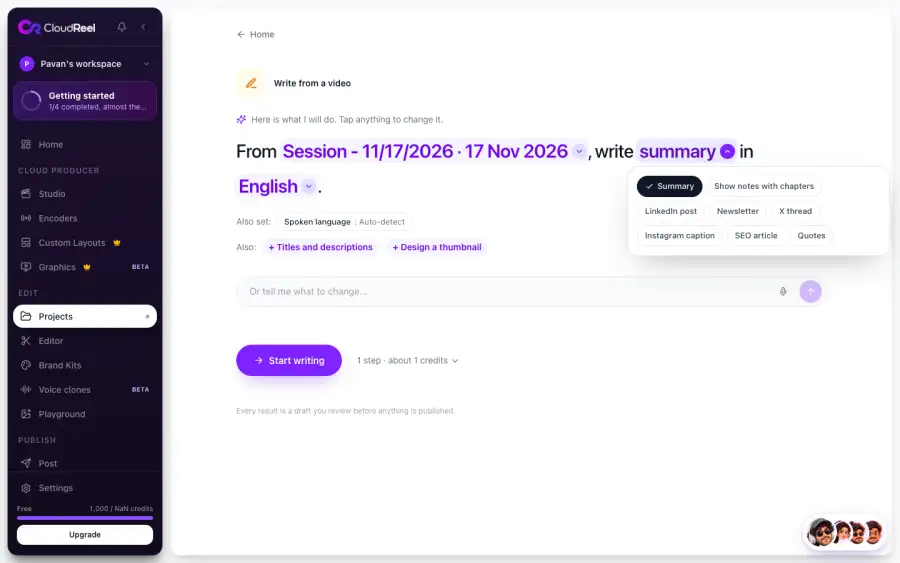 CloudReel
P Pavan's workspace
Getting started
1/4 completed, almost the...
Home
CLOUD PRODUCER
Studio
Encoders
Custom Layouts
Graphics BETA
EDIT
Projects
Editor
Brand Kits
Voice clones BETA
Playground
PUBLISH
Post
Settings
Free 1,000 / NaN credits
Upgrade
Home
Write from a video
Here is what I will do. Tap anything to change it.
From Session - 11/17/2026 · 17 Nov 2026, write summary in
English.
Summary Show notes with chapters
LinkedIn post Newsletter X thread
Instagram caption SEO article Quotes
Also set: Spoken language : Auto-detect
Also: + Titles and descriptions + Design a thumbnail
Or tell me what to change...
Start writing 1 step · about 1 credits
Every result is a draft you review before anything is published.